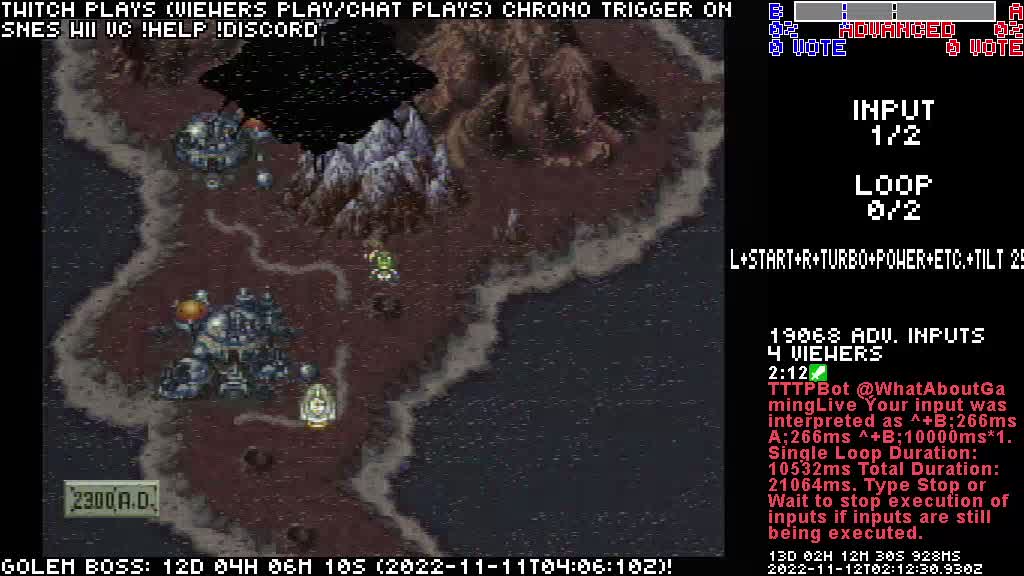 TWITCH PLAYS (VIEWERS PLAY/CHAT PLAYS) CHRONO TRIGGER ON
SNES WII VC !HELP !DISCORD
B A
0% ADVANCED 0%
0 VOTE 0 VOTE
INPUT
1/2
LOOP
0/2
L+START+R+TURBO+POWER+ETC.+TILT 25
19068 ADV. INPUTS
4 VIEWERS
2:12
TTTPBot @WhatAboutGa
mingLive Your input was
interpreted as ^+B;266ms
A;266ms ^+B;10000ms*1.
Single Loop Duration:
10532ms Total Duration:
21064ms. Type Stop or
Wait to stop execution of
inputs if inputs are still
being executed.
2300 A.D.
13D 02H 12M 30S 928MS
GOLEM BOSS: 12D 04H 06M 10S (2022-11-11T04:06:10Z)!
2022-11-12T02:12:30.930Z